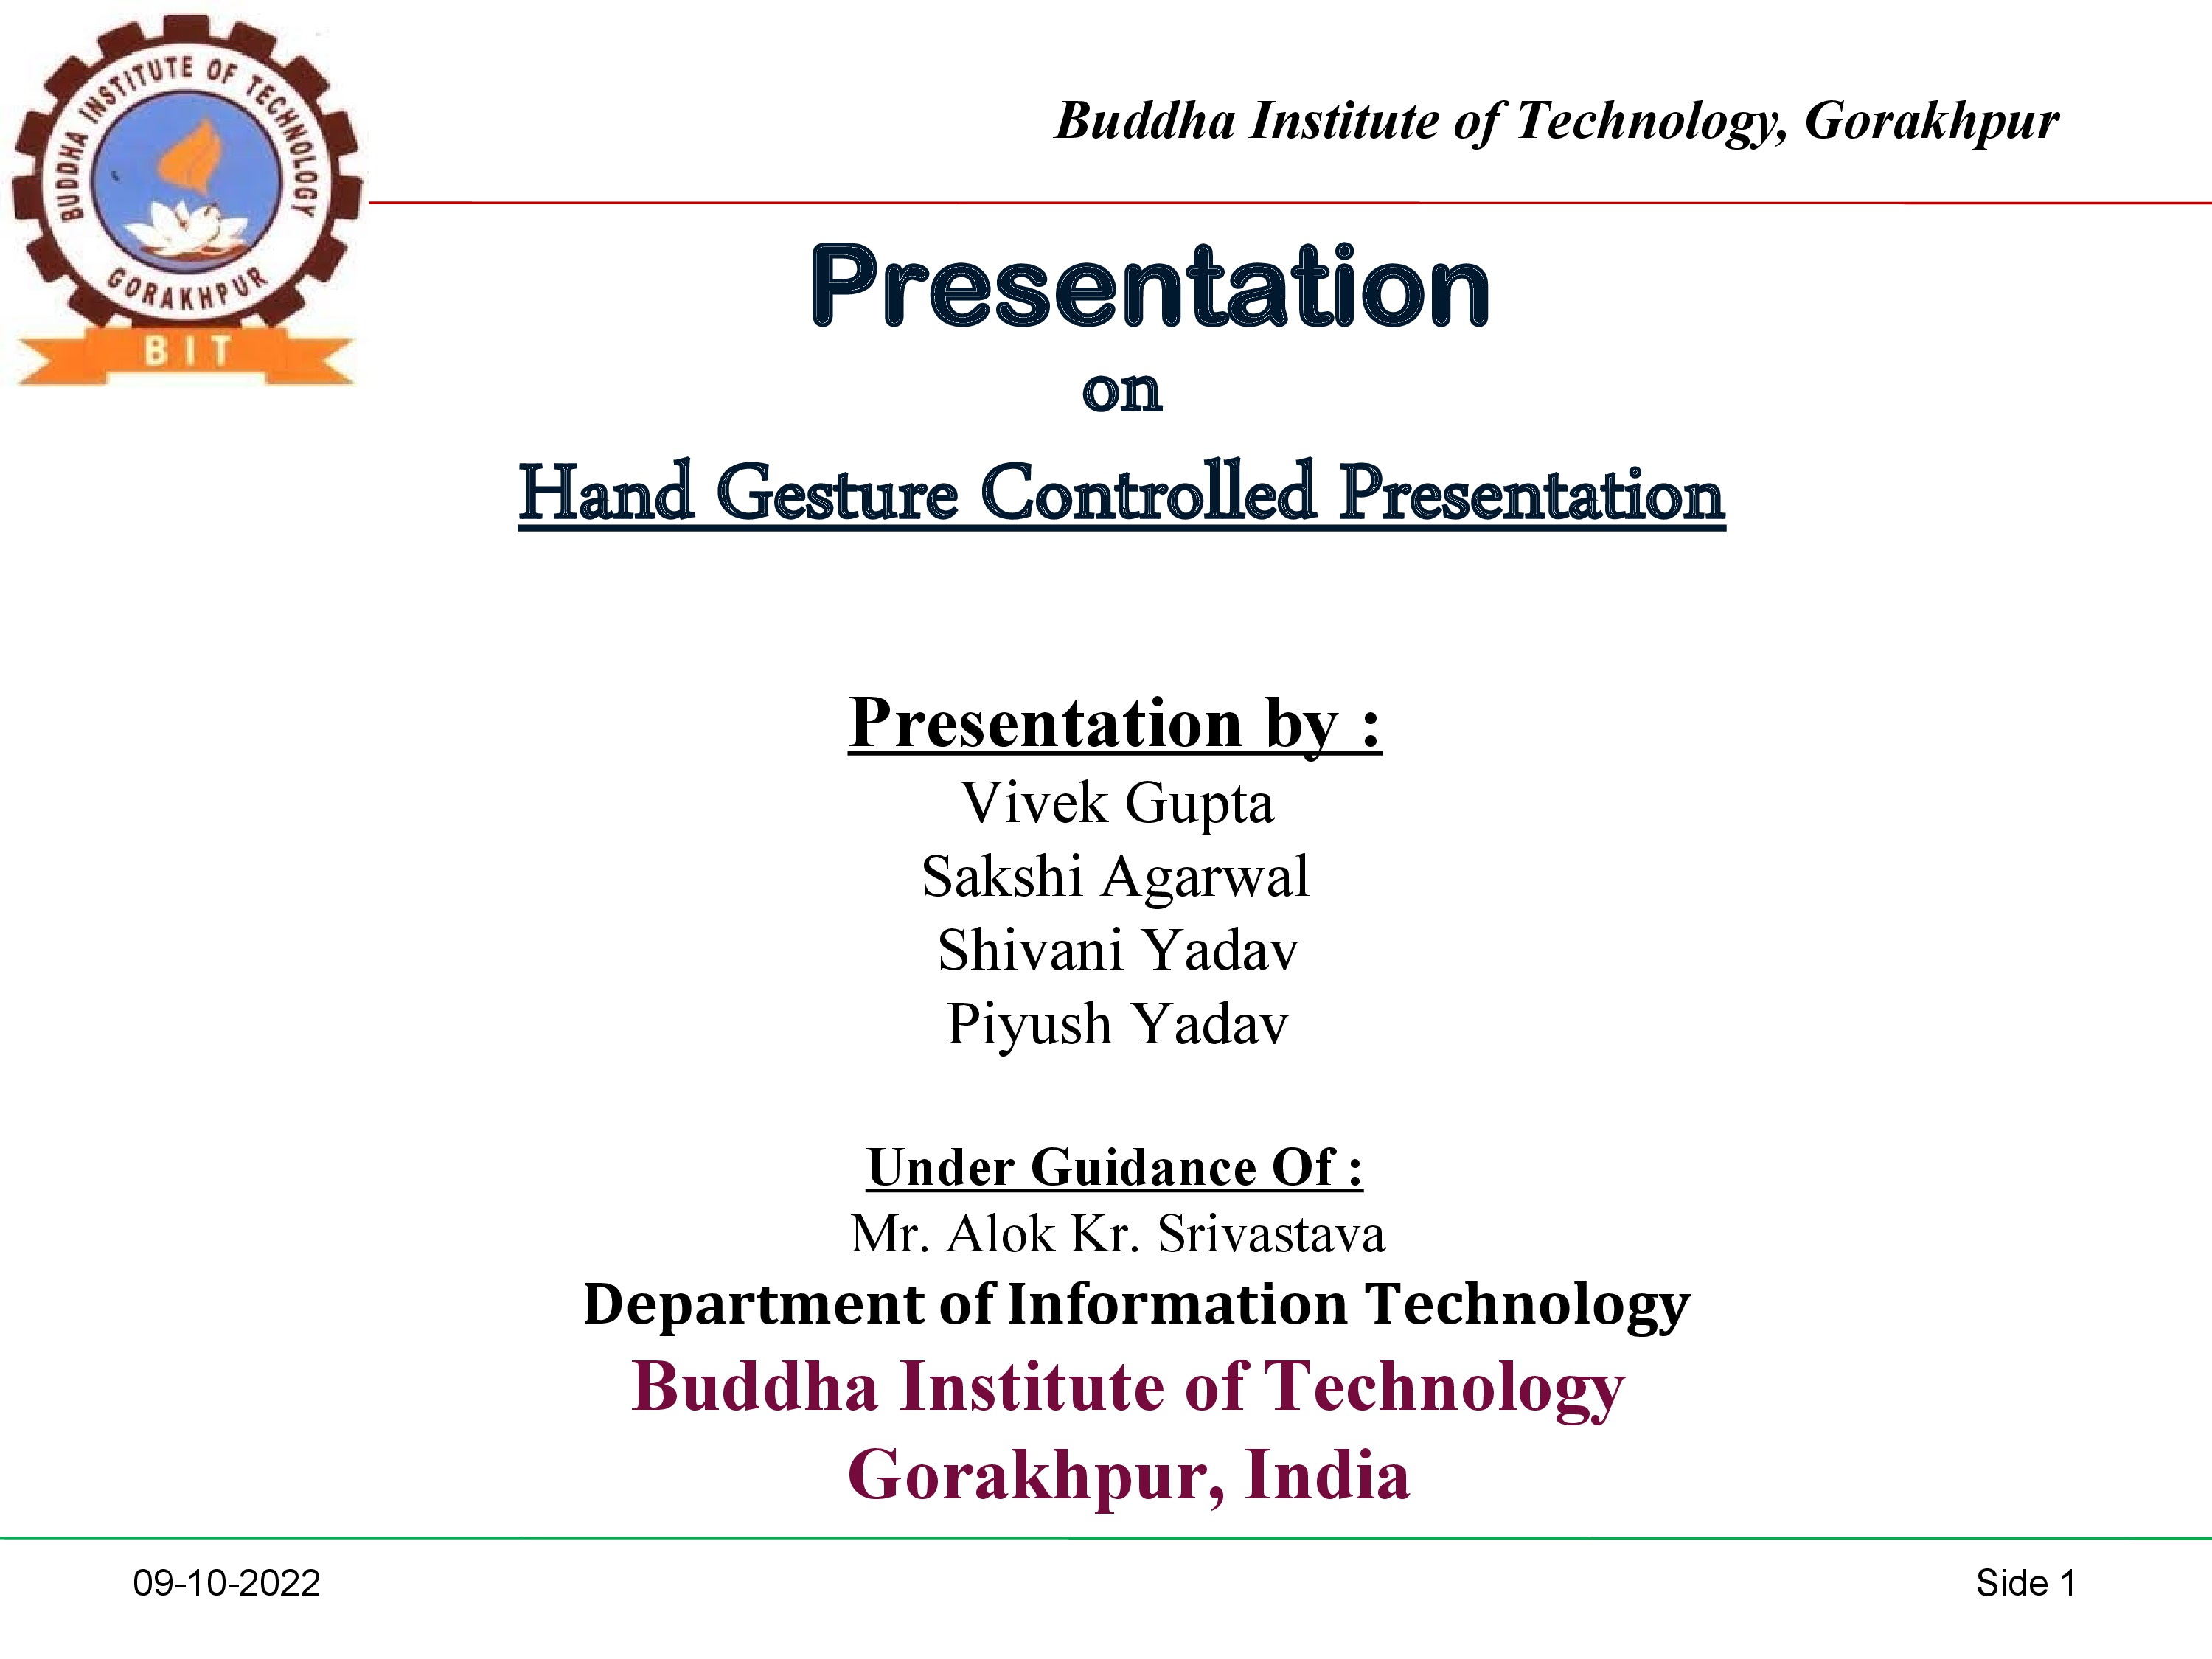 BUDDHA INSTITUTE OF TECHNOLOGY
GORAKHPUR
BIT
Buddha Institute of Technology, Gorakhpur
Presentation
on
Hand Gesture Controlled Presentation
Presentation by :
Vivek Gupta
Sakshi Agarwal
Shivani Yadav
Piyush Yadav
Under Guidance Of :
Mr. Alok Kr. Srivastava
Department of Information Technology
Buddha Institute of Technology
Gorakhpur, India
09-10-2022
Side 1